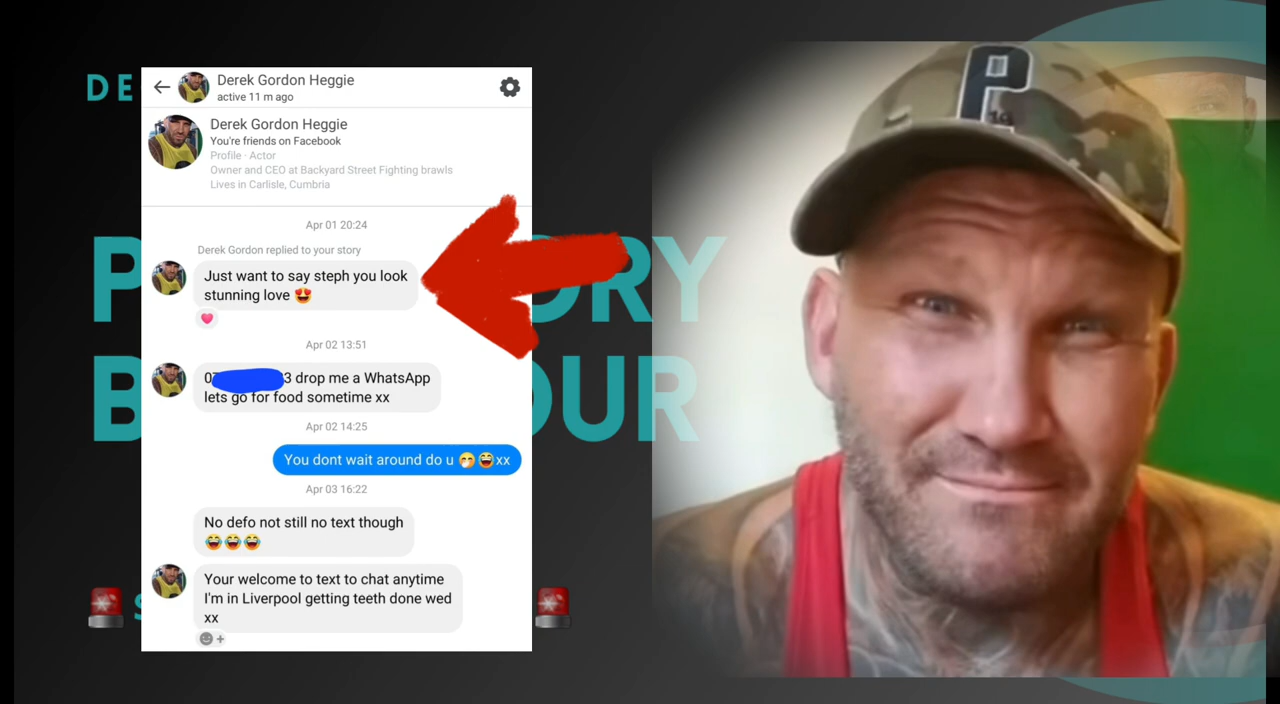 DE
Derek Gordon Heggie
active 11 m ago
Derek Gordon Heggie
You're friends on Facebook
Profile · Actor
Owner and CEO at Backyard Street Fighting brawls
Lives in Carlisle, Cumbria
Apr 01 20:24
Derek Gordon replied to your story
Just want to say steph you look
stunning love 😍
Apr 02 13:51
07 3 drop me a WhatsApp
lets go for food sometime xx
Apr 02 14:25
You dont wait around do u 🤭😅xx
Apr 03 16:22
No defo not still no text though
😂😂😂
Your welcome to text to chat anytime
I'm in Liverpool getting teeth done wed
xx
P ORY
B OUR
P